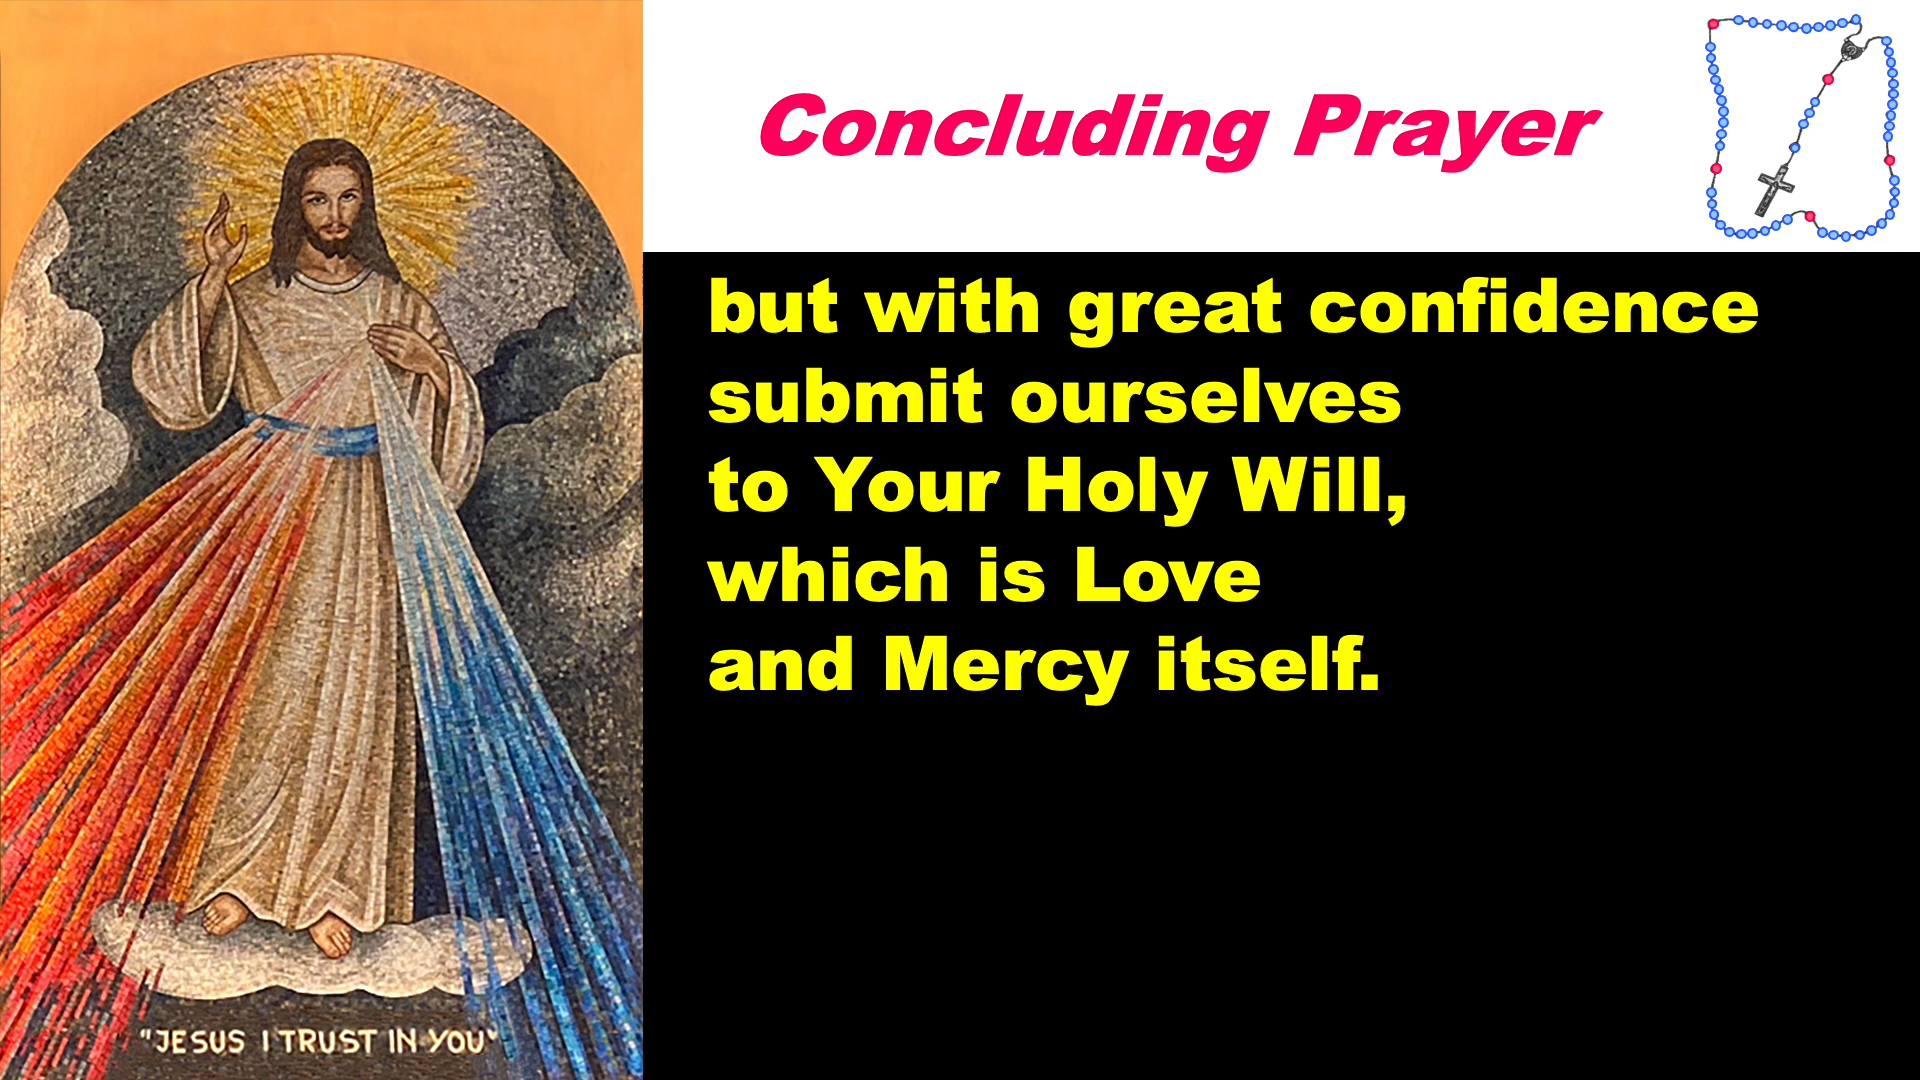 Concluding Prayer
but with great confidence
submit ourselves
to Your Holy Will,
which is Love
and Mercy itself.
"JESUS I TRUST IN YOU"